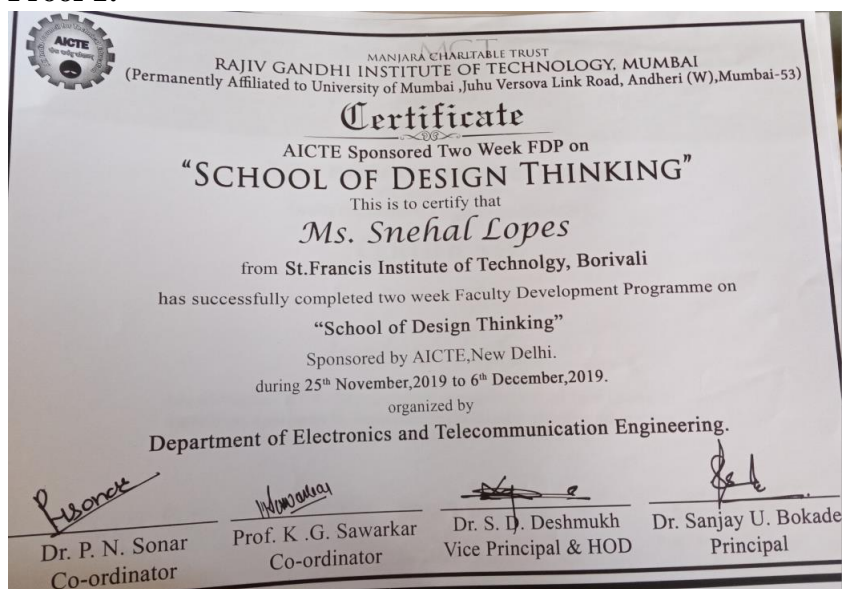 AICTE
MANJARA CHARITABLE TRUST
RAJIV GANDHI INSTITUTE OF TECHNOLOGY, MUMBAI
(Permanently Affiliated to University of Mumbai ,Juhu Versova Link Road, Andheri (W),Mumbai-53)
Certificate
AICTE Sponsored Two Week FDP on
“SCHOOL OF DESIGN THINKING”
This is to certify that
Ms. Snehal Lopes
from St.Francis Institute of Technolgy, Borivali
has successfully completed two week Faculty Development Programme on
“School of Design Thinking”
Sponsored by AICTE,New Delhi.
during 25th November,2019 to 6th December,2019.
organized by
Department of Electronics and Telecommunication Engineering.
Dr. P. N. Sonar Prof. K .G. Sawarkar Dr. S. D. Deshmukh Dr. Sanjay U. Bokade
Co-ordinator Co-ordinator Vice Principal & HOD Principal